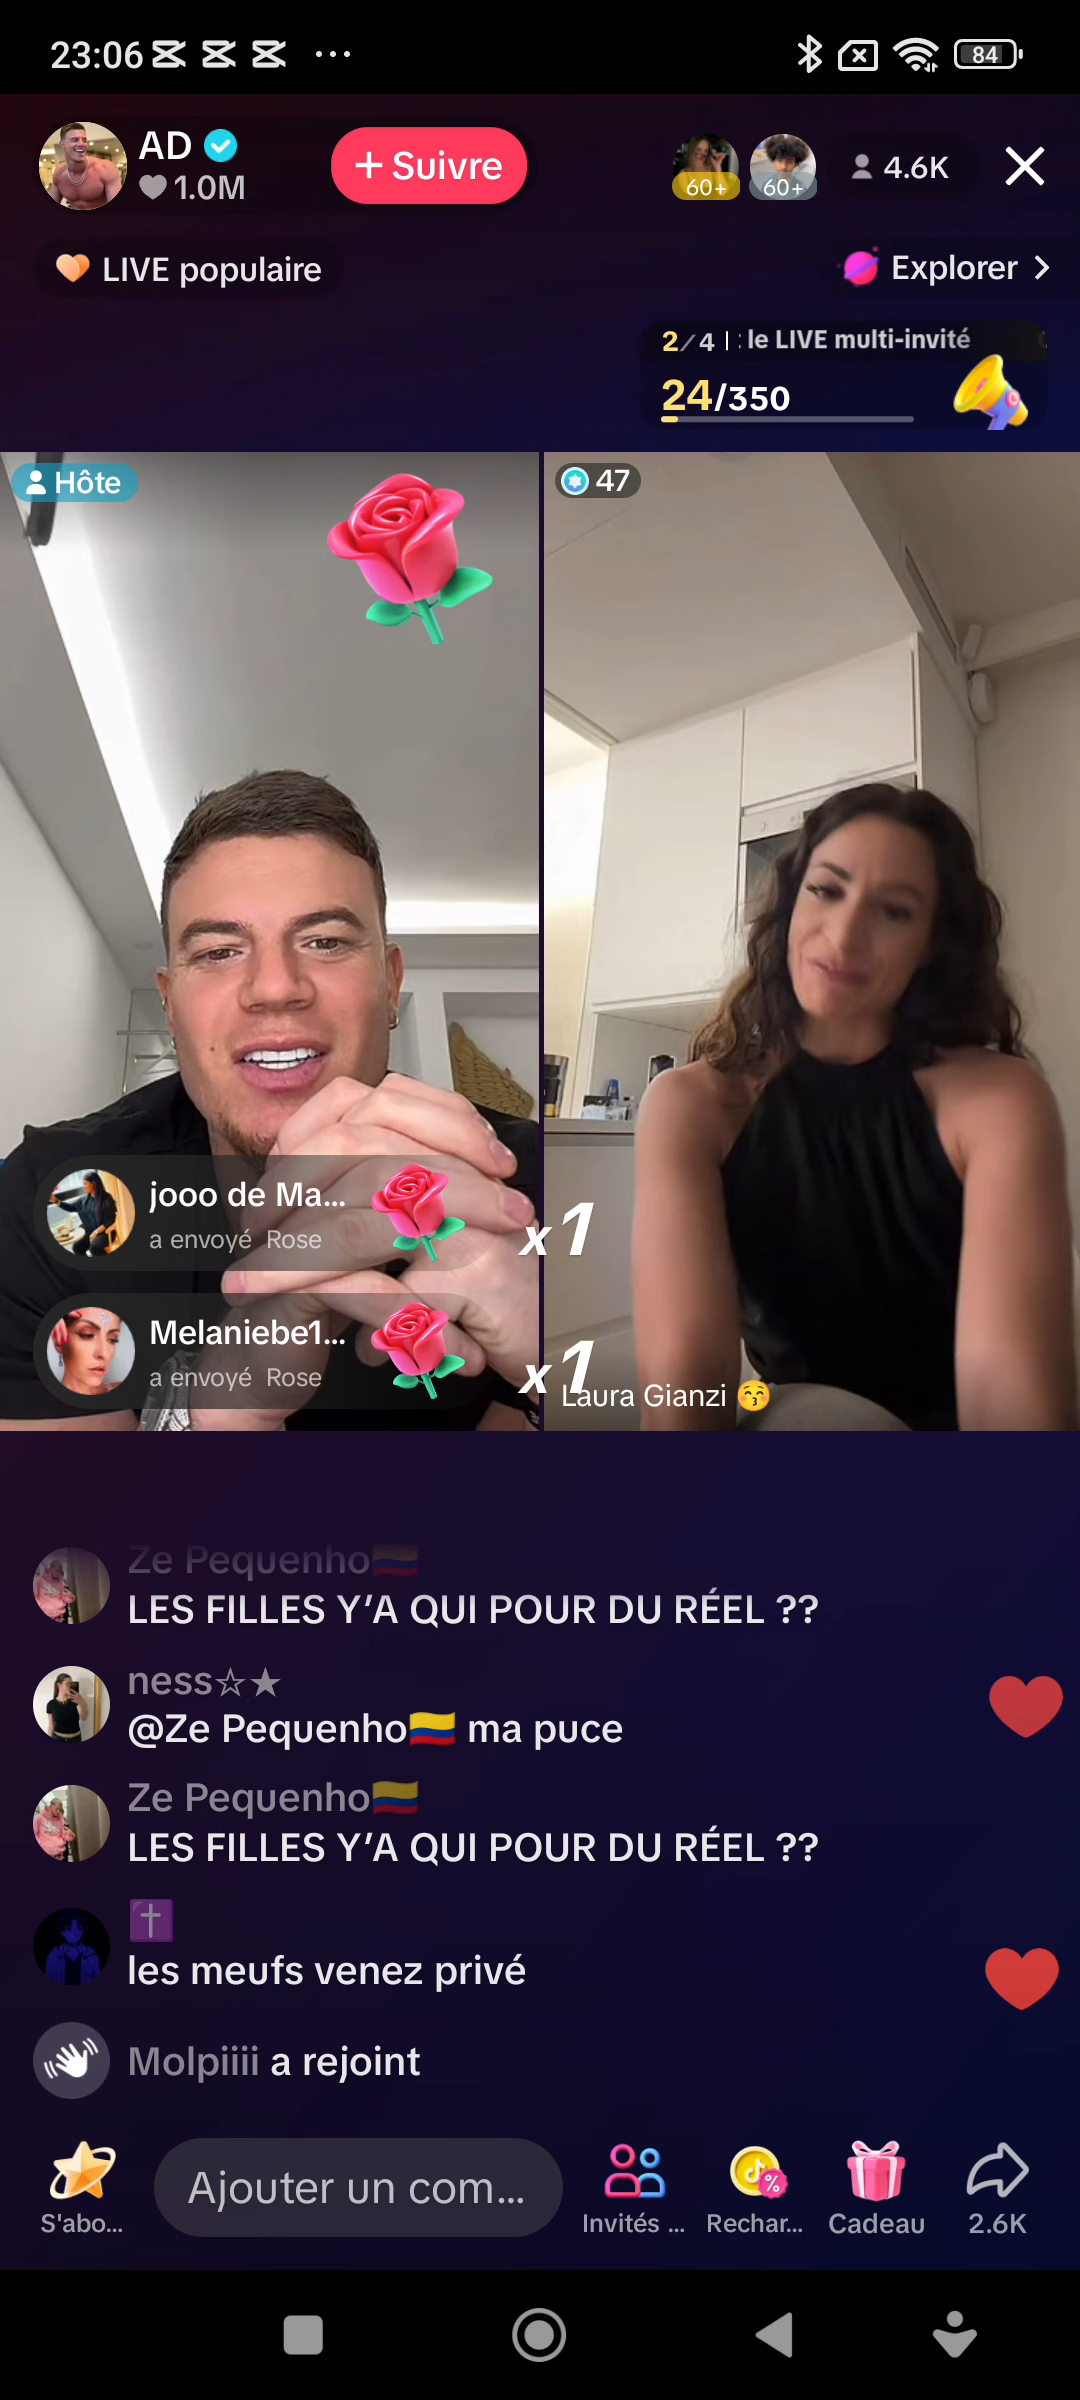 23:06
84
AD
1.0M
+ Suivre
60+
60+
4.6K
LIVE populaire
Explorer
2/4 | : le LIVE multi-invité
24/350
Hôte
47
jooo de Ma...
a envoyé Rose
x1
Melaniebe1...
a envoyé Rose
x1
Laura Gianzi 😚
Ze Pequenho🇨🇴
LES FILLES Y'A QUI POUR DU RÉEL ??
ness☆★
@Ze Pequenho🇨🇴 ma puce
Ze Pequenho🇨🇴
LES FILLES Y'A QUI POUR DU RÉEL ??
✝️
les meufs venez privé
Molpiiii a rejoint
Ajouter un com...
S'abo...
Invités ...
Rechar...
Cadeau
2.6K